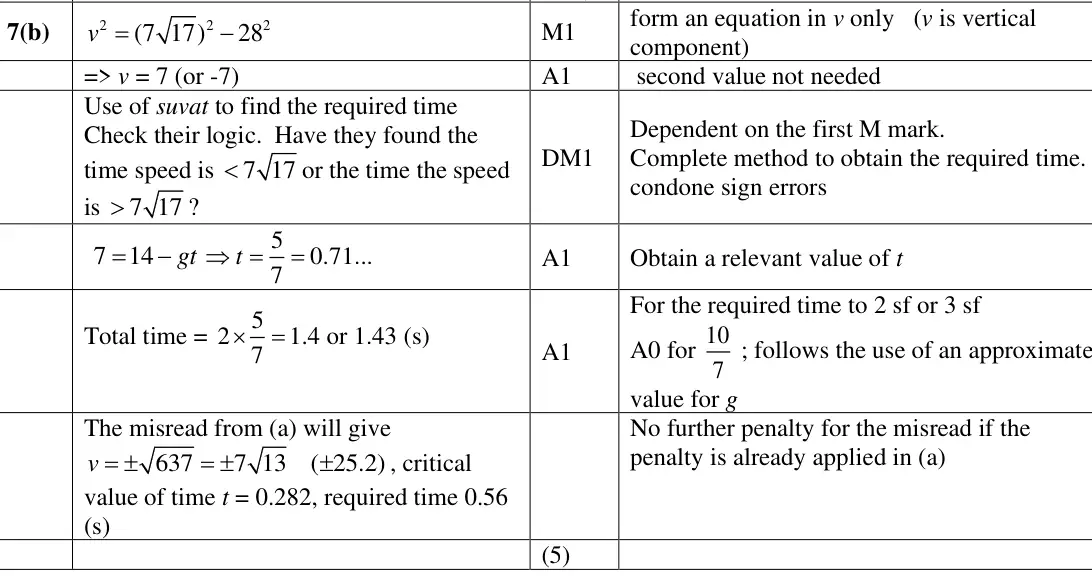 7(b) v² = (7√17)² − 28² M1 form an equation in v only (v is vertical component)
=> v = 7 (or -7) A1 second value not needed
Use of suvat to find the required time
Check their logic. Have they found the
time speed is < 7√17 or the time the speed
is > 7√17 ?
DM1
Dependent on the first M mark.
Complete method to obtain the required time.
condone sign errors
7 = 14 − gt ⇒ t = 5/7 = 0.71... A1 Obtain a relevant value of t
Total time = 2 × 5/7 = 1.4 or 1.43 (s)
A1
For the required time to 2 sf or 3 sf
A0 for 10/7 ; follows the use of an approximate
value for g
The misread from (a) will give
v = ±√637 = ±7√13 (±25.2) , critical
value of time t = 0.282, required time 0.56
(s)
No further penalty for the misread if the
penalty is already applied in (a)
(5)